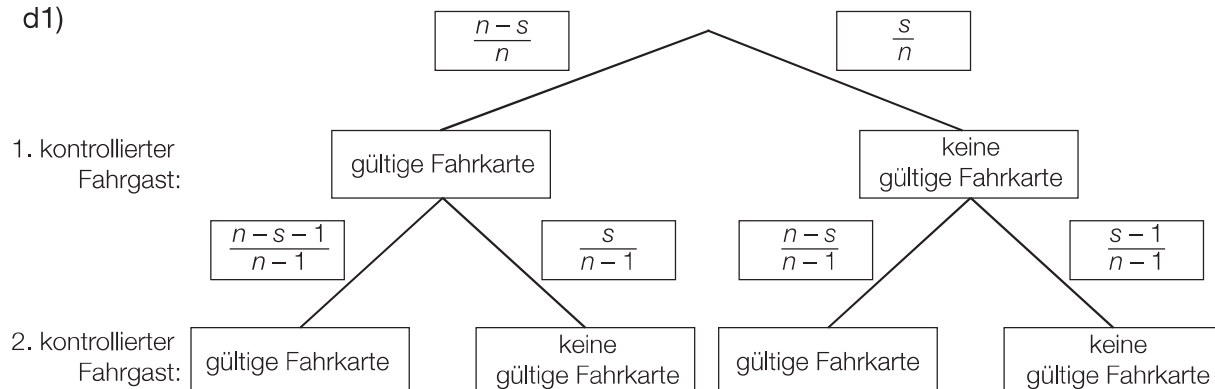 d1)
n – s
n
s
n
1. kontrollierter
Fahrgast:
gültige Fahrkarte
keine
gültige Fahrkarte
n – s – 1
n – 1
s
n – 1
n – s
n – 1
s – 1
n – 1
2. kontrollierter
Fahrgast:
gültige Fahrkarte
keine
gültige Fahrkarte
gültige Fahrkarte
keine
gültige Fahrkarte